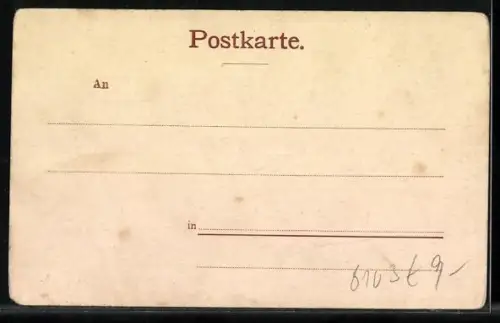 Postkarte.
An
in
6103 € 9-